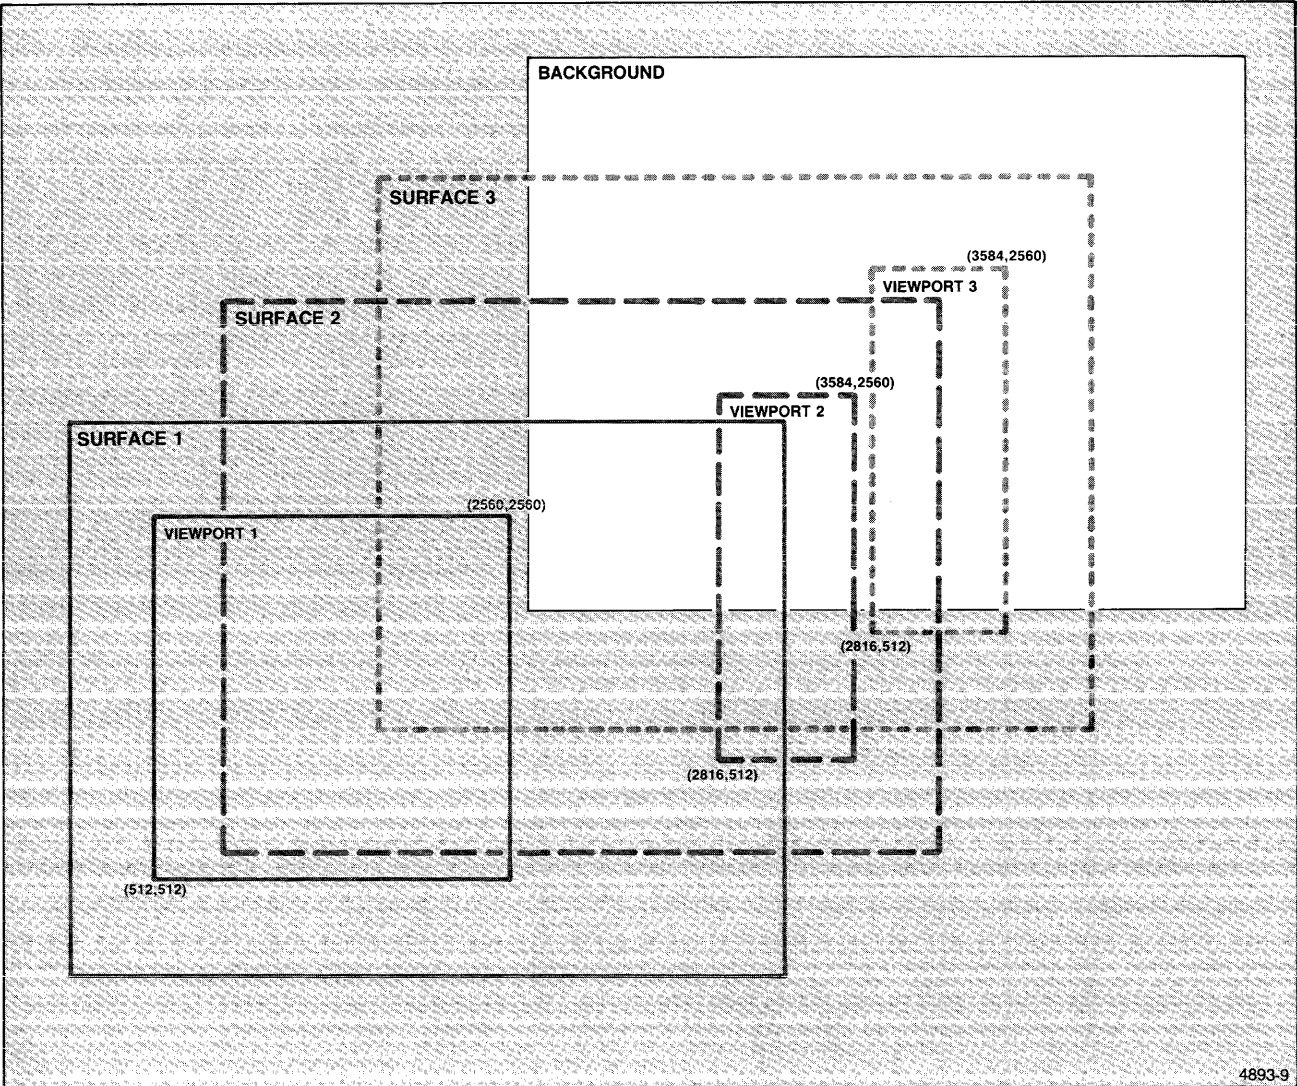 BACKGROUND
SURFACE 3
(3584,2560)
VIEWPORT 3
SURFACE 2
(3584,2560)
VIEWPORT 2
SURFACE 1
(2560,2560)
VIEWPORT 1
(2816,512)
(2816,512)
(512,512)
4893-9